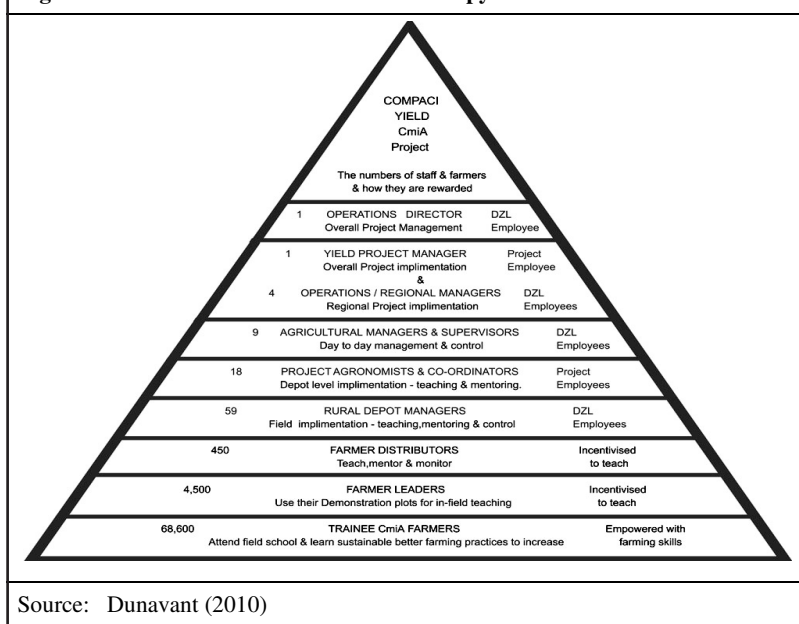 COMPACI
YIELD
CmiA
Project
The numbers of staff & farmers
& how they are rewarded
1 OPERATIONS DIRECTOR DZL
Overall Project Management Employee
1 YIELD PROJECT MANAGER Project
Overall Project implimentation Employee
&
4 OPERATIONS / REGIONAL MANAGERS DZL
Regional Project implimentation Employees
9 AGRICULTURAL MANAGERS & SUPERVISORS DZL
Day to day management & control Employees
18 PROJECT AGRONOMISTS & CO-ORDINATORS Project
Depot level implimentation - teaching & mentoring. Employees
59 RURAL DEPOT MANAGERS DZL
Field implimentation - teaching,mentoring & control Employees
450 FARMER DISTRIBUTORS Incentivised
Teach,mentor & monitor to teach
4,500 FARMER LEADERS Incentivised
Use their Demonstration plots for in-field teaching to teach
68,600 TRAINEE CmiA FARMERS Empowered with
Attend field school & learn sustainable better farming practices to increase farming skills
Source: Dunavant (2010)